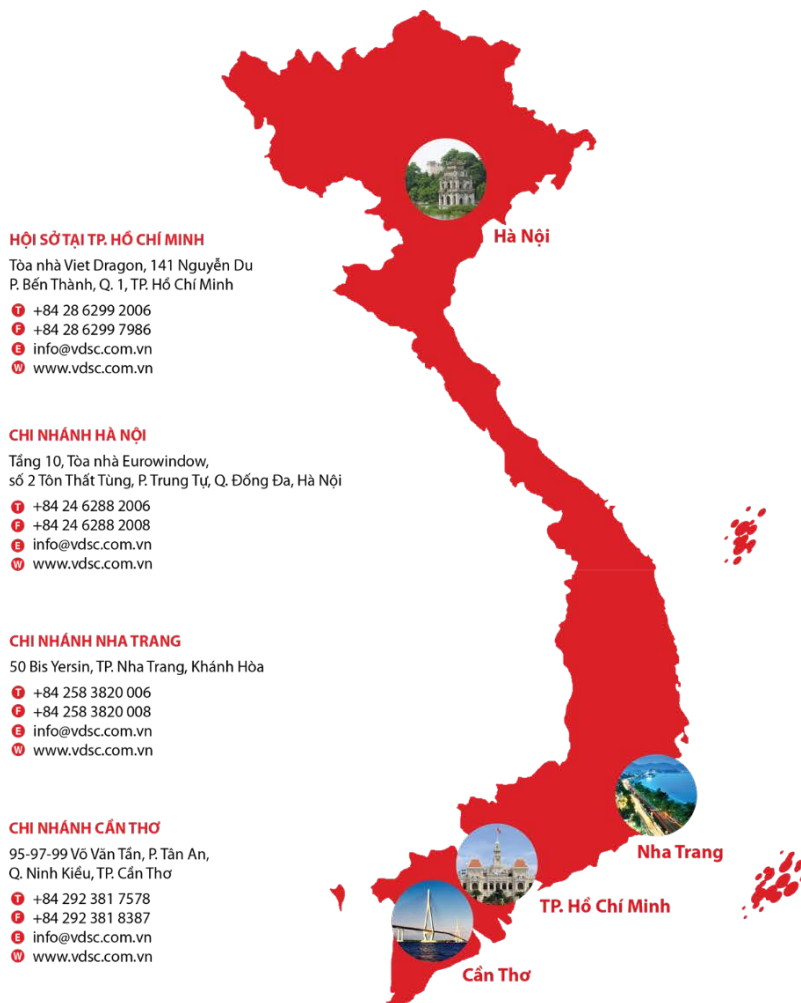 HỘI SỞ TẠI TP. HỒ CHÍ MINH
Tòa nhà Viet Dragon, 141 Nguyễn Du
P. Bến Thành, Q. 1, TP. Hồ Chí Minh
T +84 28 6299 2006
F +84 28 6299 7986
E info@vdsc.com.vn
W www.vdsc.com.vn
CHI NHÁNH HÀ NỘI
Tầng 10, Tòa nhà Eurowindow,
số 2 Tôn Thất Tùng, P. Trung Tự, Q. Đống Đa, Hà Nội
T +84 24 6288 2006
F +84 24 6288 2008
E info@vdsc.com.vn
W www.vdsc.com.vn
CHI NHÁNH NHA TRANG
50 Bis Yersin, TP. Nha Trang, Khánh Hòa
T +84 258 3820 006
F +84 258 3820 008
E info@vdsc.com.vn
W www.vdsc.com.vn
CHI NHÁNH CẦN THƠ
95-97-99 Võ Văn Tần, P. Tân An,
Q. Ninh Kiều, TP. Cần Thơ
T +84 292 381 7578
F +84 292 381 8387
E info@vdsc.com.vn
W www.vdsc.com.vn
Hà Nội
Nha Trang
TP. Hồ Chí Minh
Cần Thơ